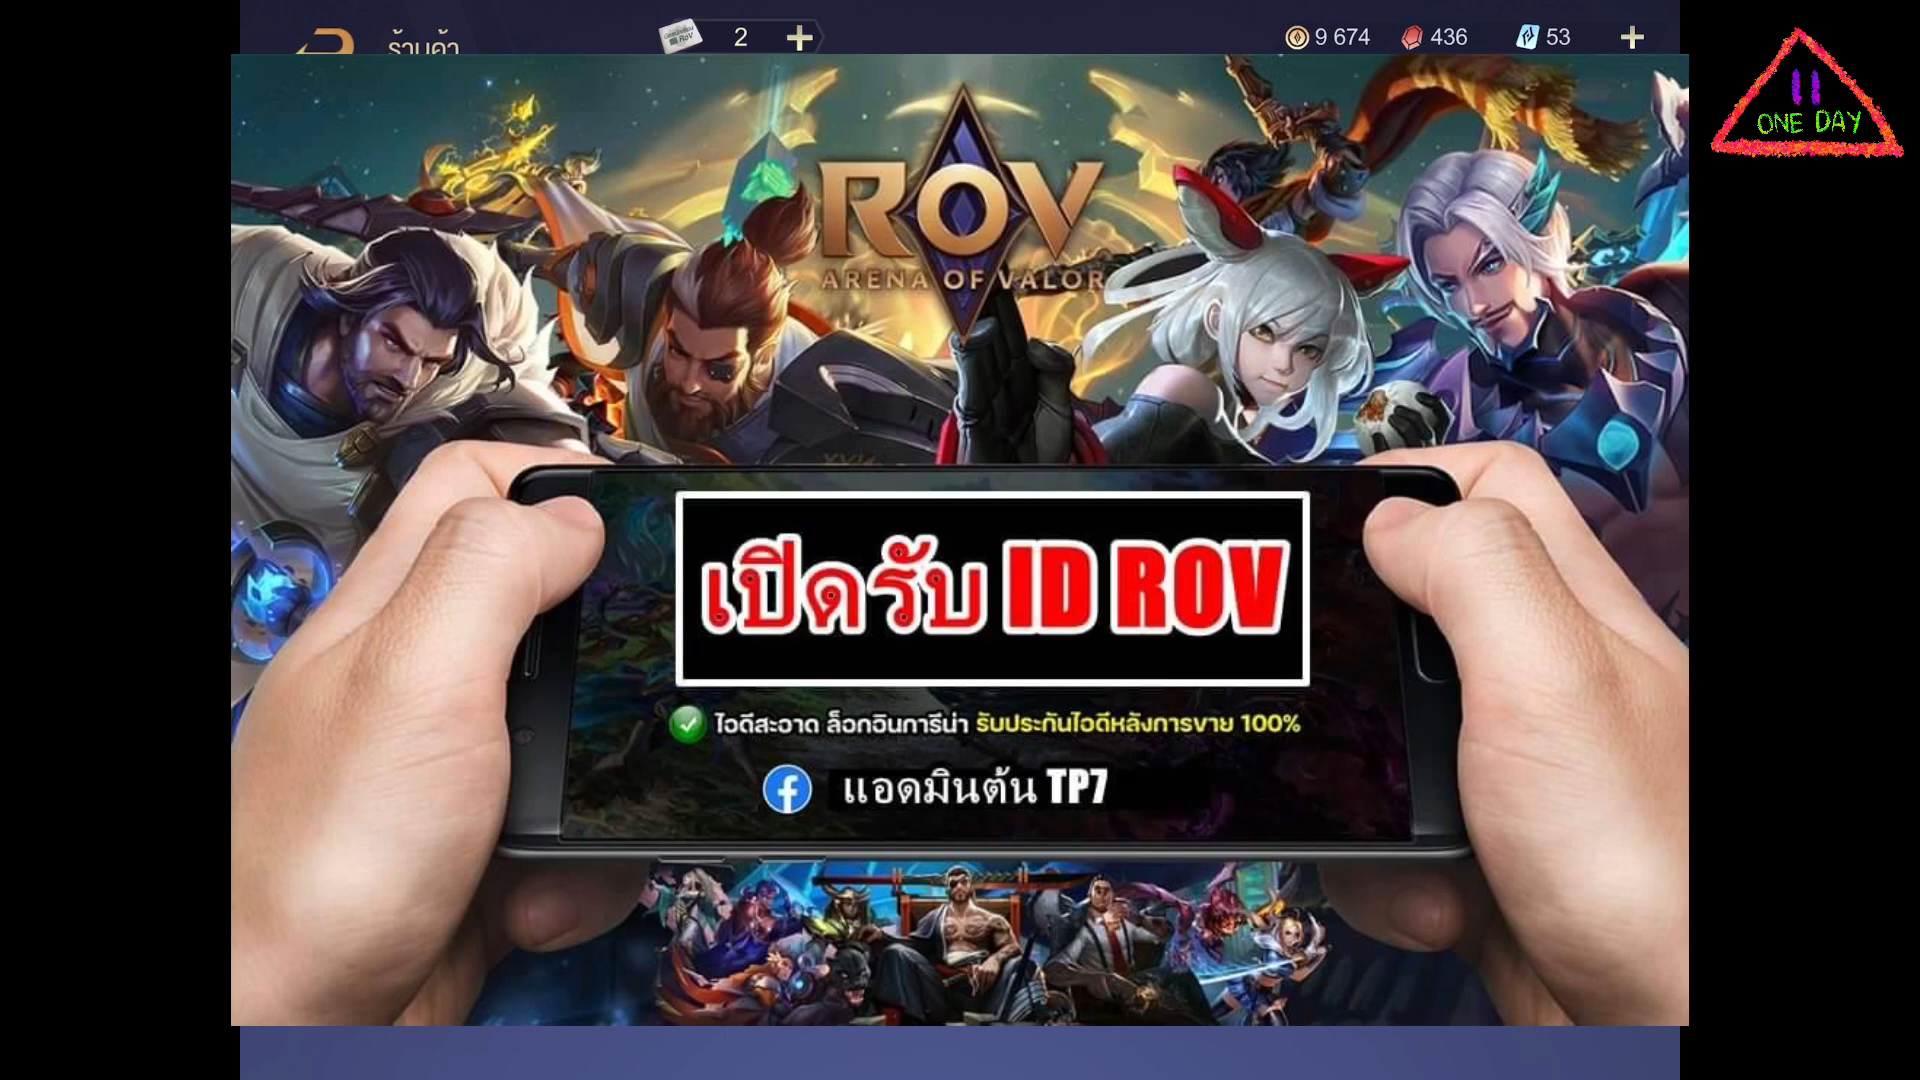 ร้านค้า
2
9 674
436
53
ONE DAY
ROV
ARENA OF VALOR
เปิดรับ ID ROV
ไอดีสะอาด ล็อกอินการีน่า รับประกันไอดีหลังการขาย 100%
แอดมินต้น TP7